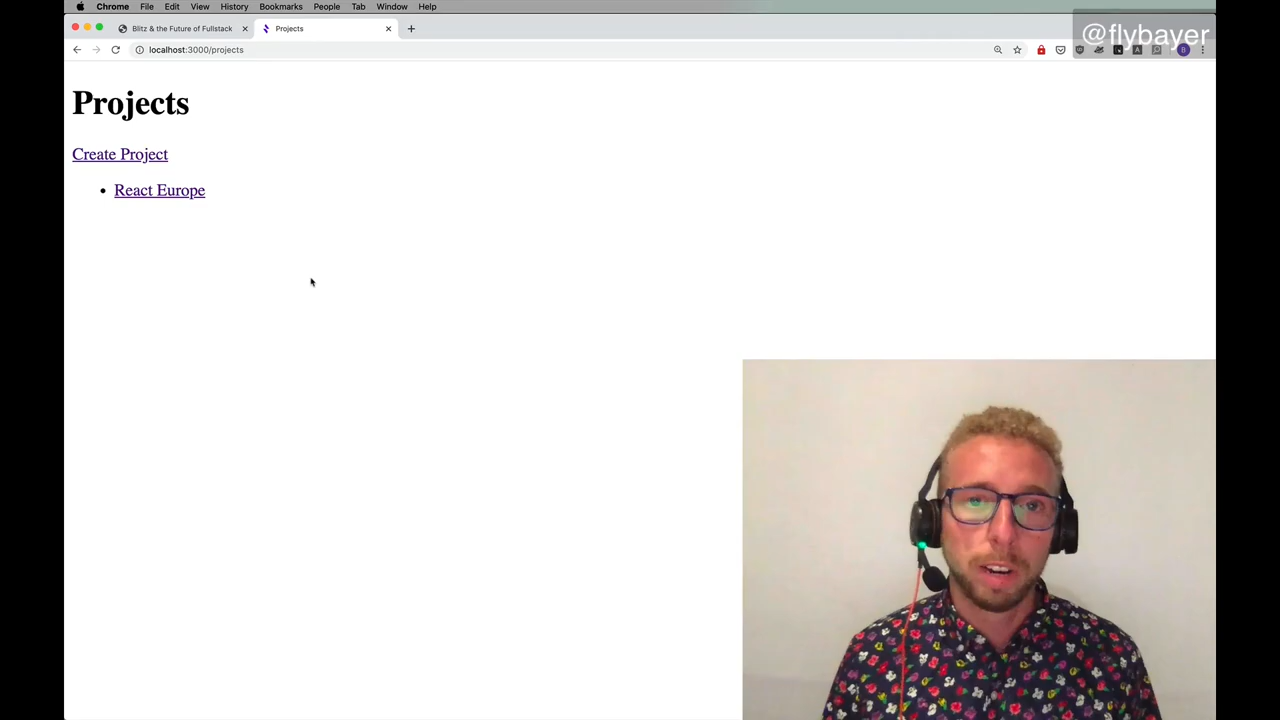 Chrome File Edit View History Bookmarks People Tab Window Help
Blitz & the Future of Fullstack
Projects
@flybayer
localhost:3000/projects
B
Projects
Create Project
React Europe